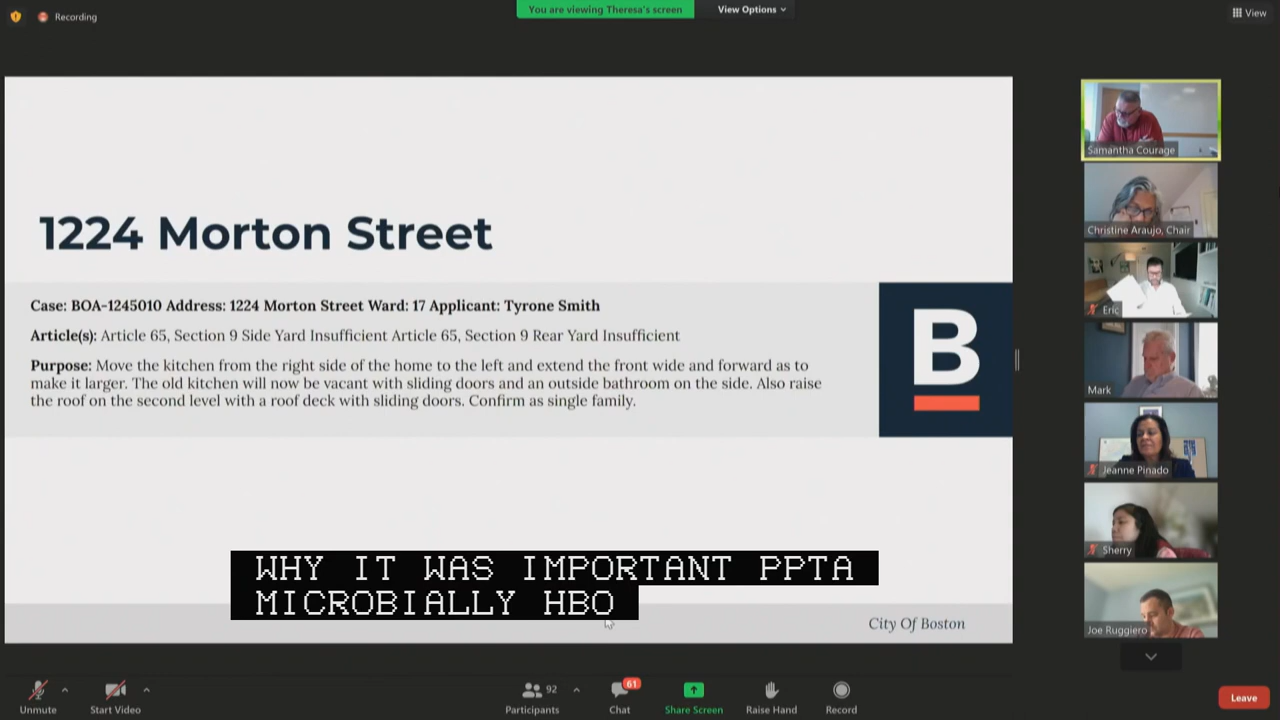 Recording
You are viewing Theresa's screen
View Options
View
1224 Morton Street
Case: BOA-1245010 Address: 1224 Morton Street Ward: 17 Applicant: Tyrone Smith
Article(s): Article 65, Section 9 Side Yard Insufficient Article 65, Section 9 Rear Yard Insufficient
Purpose: Move the kitchen from the right side of the home to the left and extend the front wide and forward as to
make it larger. The old kitchen will now be vacant with sliding doors and an outside bathroom on the side. Also raise
the roof on the second level with a roof deck with sliding doors. Confirm as single family.
B
WHY IT WAS IMPORTANT PPTA
MICROBIALLY HBO
City Of Boston
Samantha Courage
Christine Araujo, Chair
Eric
Mark
Jeanne Pinado
Sherry
Joe Ruggiero
Unmute
Start Video
92
Participants
61
Chat
Share Screen
Raise Hand
Record
Leave